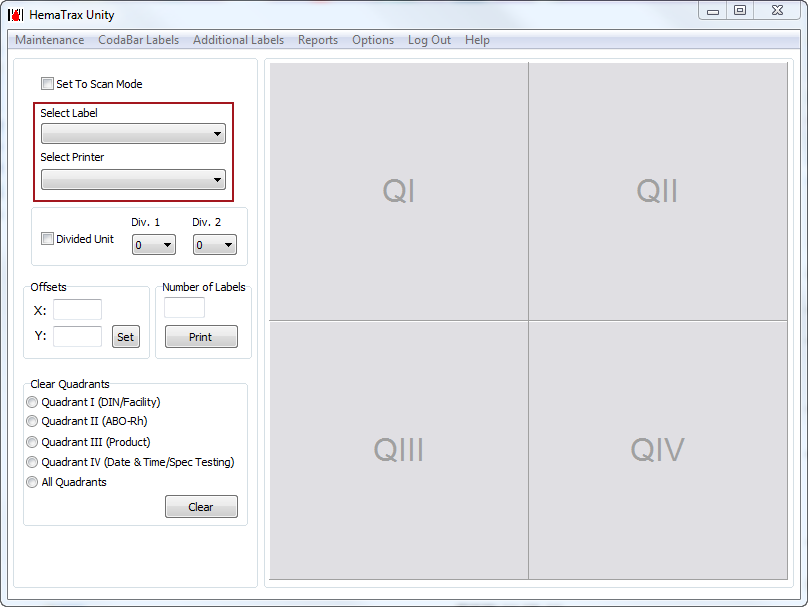 HemaTrax Unity
Maintenance CodaBar Labels Additional Labels Reports Options Log Out Help
Set To Scan Mode
Select Label
Select Printer
Div. 1 Div. 2
Divided Unit 0 0
Offsets
X:
Y: Set
Number of Labels
Print
Clear Quadrants
Quadrant I (DIN/Facility)
Quadrant II (ABO-Rh)
Quadrant III (Product)
Quadrant IV (Date & Time/Spec Testing)
All Quadrants
Clear
QI QII
QIII QIV